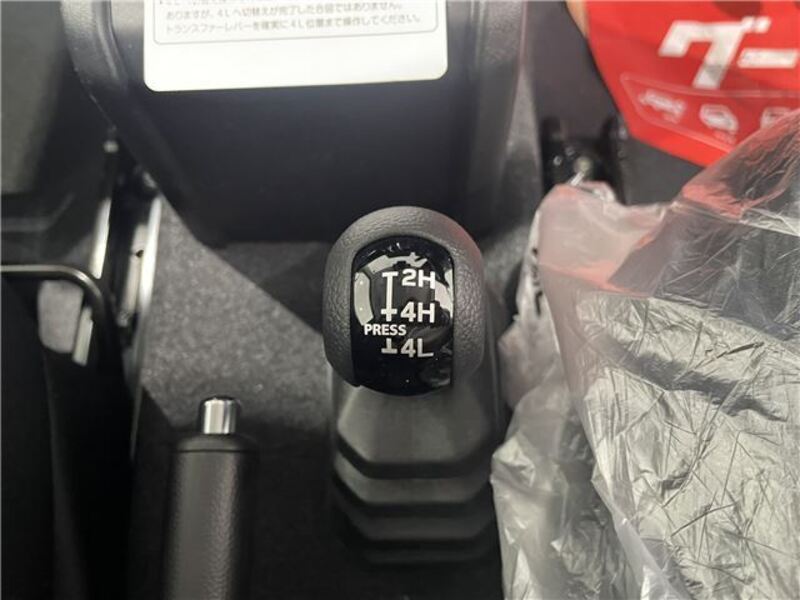 ありますが、4Lへ切替えが完了した合図ではありません。
トランスファーレバーを確実に4L位置まで操作してください。
グー
2H
4H
PRESS
4L